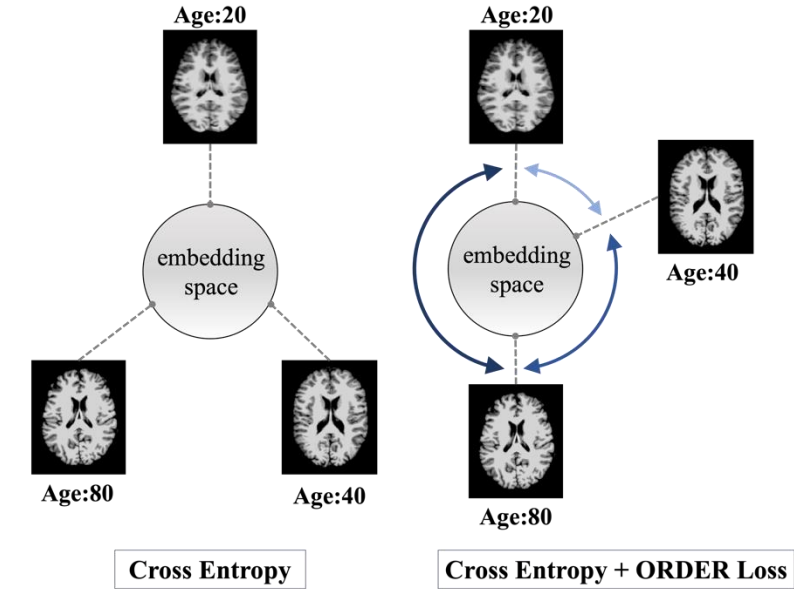 Age:20
embedding
space
Age:80
Age:40
Cross Entropy
Age:20
Age:40
embedding
space
Age:80
Cross Entropy + ORDER Loss